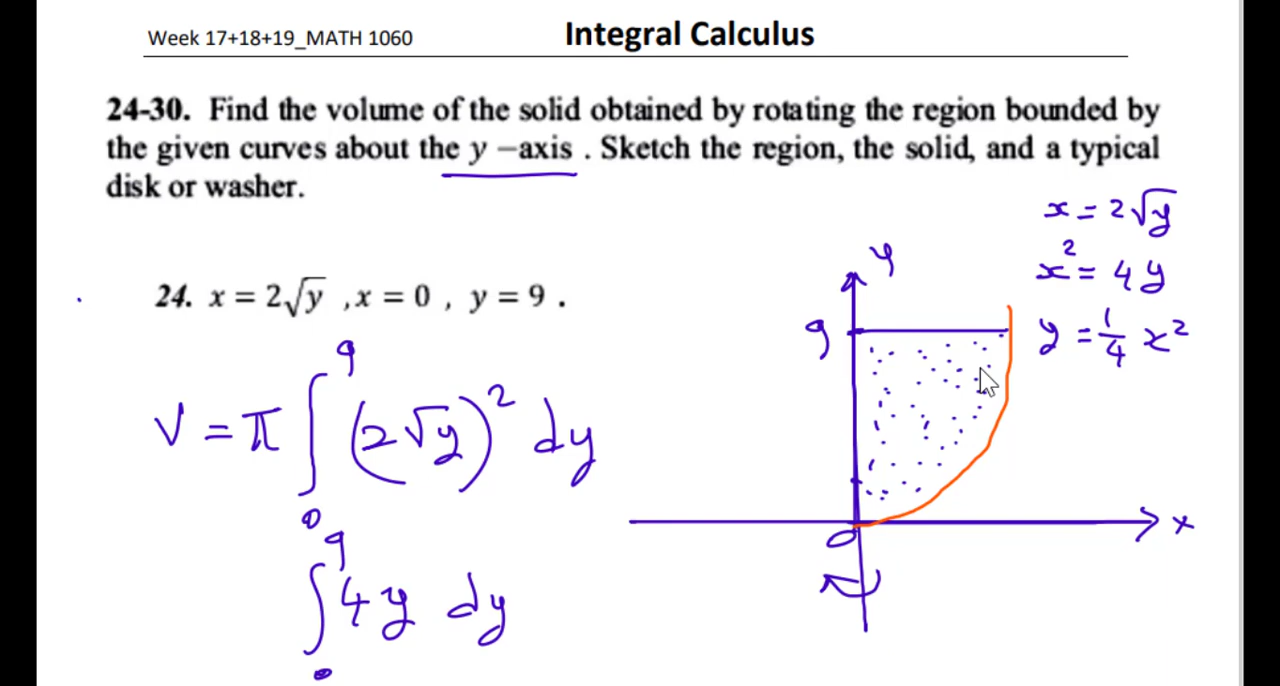 Week 17+18+19_MATH 1060
Integral Calculus
24-30. Find the volume of the solid obtained by rotating the region bounded by
the given curves about the y –axis . Sketch the region, the solid, and a typical
disk or washer.
24. x = 2√y , x = 0 , y = 9 .
x = 2√y
x² = 4y
y = 1/4 x²
y
9
0
x
V = π ∫₀⁹ (2√y)² dy
∫₀⁹ 4y dy